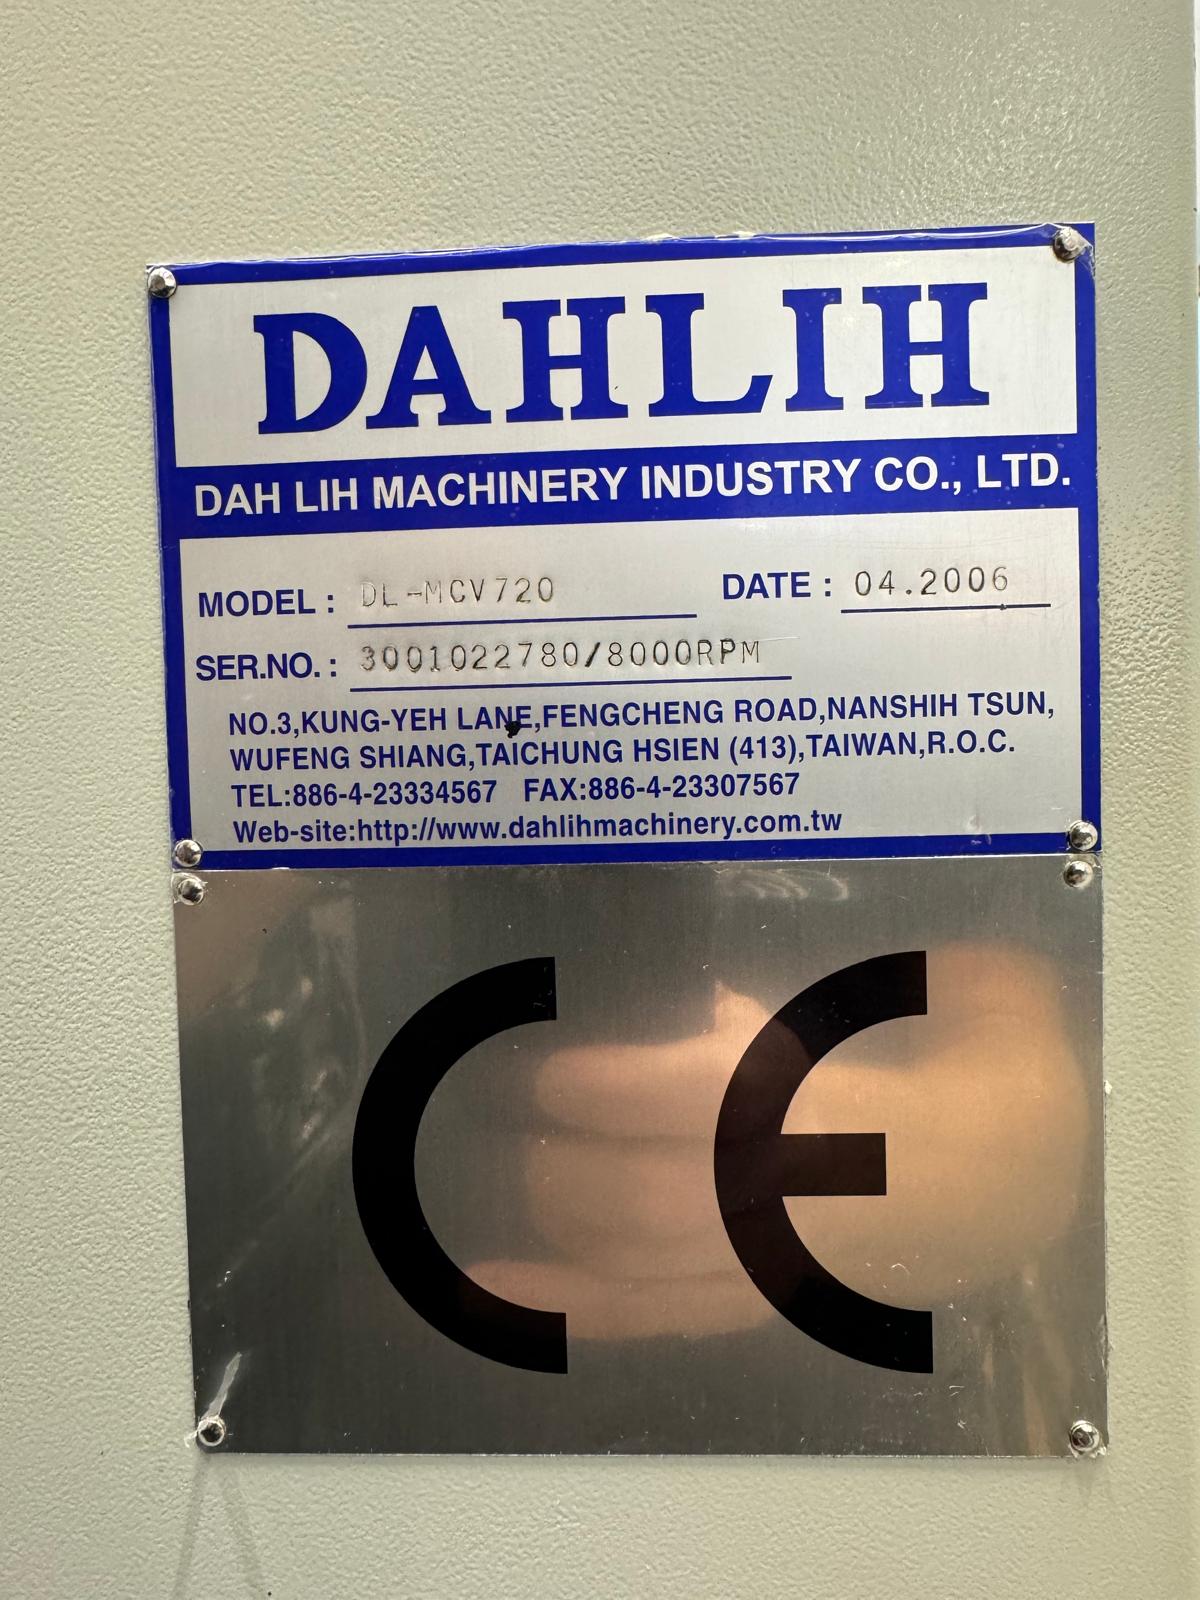 DAHLIH
DAH LIH MACHINERY INDUSTRY CO., LTD.
MODEL : DL-MCV720 DATE : 04.2006
SER.NO. : 3001022780/8000RPM
NO.3,KUNG-YEH LANE,FENGCHENG ROAD,NANSHIH TSUN,
WUFENG SHIANG,TAICHUNG HSIEN (413),TAIWAN,R.O.C.
TEL:886-4-23334567 FAX:886-4-23307567
Web-site:http://www.dahlihmachinery.com.tw
CE